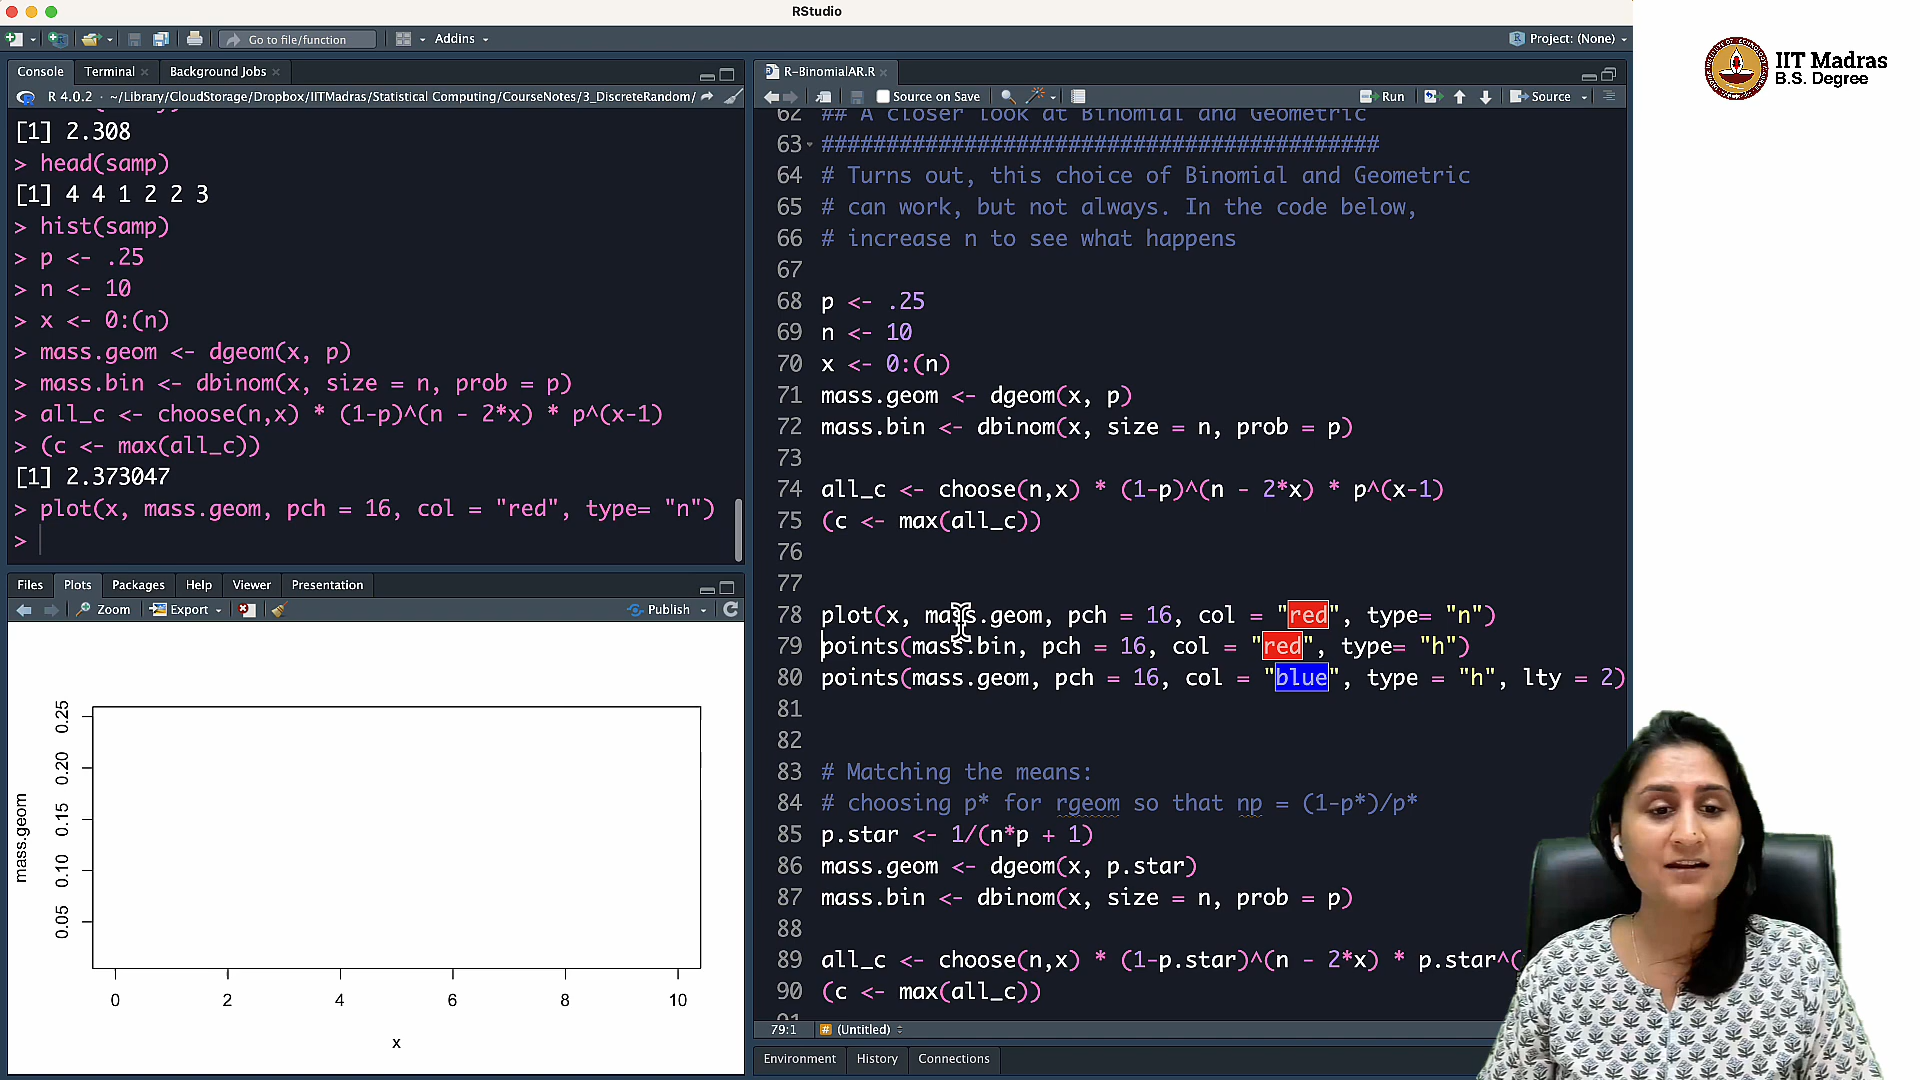 RStudio
Go to file/function
Addins
Project: (None)
Console
Terminal
Background Jobs
R 4.0.2 · ~/Library/CloudStorage/Dropbox/IITMadras/Statistical Computing/CourseNotes/3_DiscreteRandom/
[1] 2.308
> head(samp)
[1] 4 4 1 2 2 3
> hist(samp)
> p <- .25
> n <- 10
> x <- 0:(n)
> mass.geom <- dgeom(x, p)
> mass.bin <- dbinom(x, size = n, prob = p)
> all_c <- choose(n,x) * (1-p)^(n - 2*x) * p^(x-1)
> (c <- max(all_c))
[1] 2.373047
> plot(x, mass.geom, pch = 16, col = "red", type= "n")
>
Files
Plots
Packages
Help
Viewer
Presentation
Zoom
Export
Publish
mass.geom
0.25
0.20
0.15
0.10
0.05
0 2 4 6 8 10
x
R-BinomialAR.R
Source on Save
Run
Source
62 ## A closer look at Binomial and Geometric
63 ###########################################
64 # Turns out, this choice of Binomial and Geometric
65 # can work, but not always. In the code below,
66 # increase n to see what happens
67
68 p <- .25
69 n <- 10
70 x <- 0:(n)
71 mass.geom <- dgeom(x, p)
72 mass.bin <- dbinom(x, size = n, prob = p)
73
74 all_c <- choose(n,x) * (1-p)^(n - 2*x) * p^(x-1)
75 (c <- max(all_c))
76
77
78 plot(x, mass.geom, pch = 16, col = "red", type= "n")
79 points(mass.bin, pch = 16, col = "red", type= "h")
80 points(mass.geom, pch = 16, col = "blue", type = "h", lty = 2)
81
82
83 # Matching the means:
84 # choosing p* for rgeom so that np = (1-p*)/p*
85 p.star <- 1/(n*p + 1)
86 mass.geom <- dgeom(x, p.star)
87 mass.bin <- dbinom(x, size = n, prob = p)
88
89 all_c <- choose(n,x) * (1-p.star)^(n - 2*x) * p.star^(
90 (c <- max(all_c))
79:1
(Untitled)
Environment
History
Connections
IIT Madras
B.S. Degree